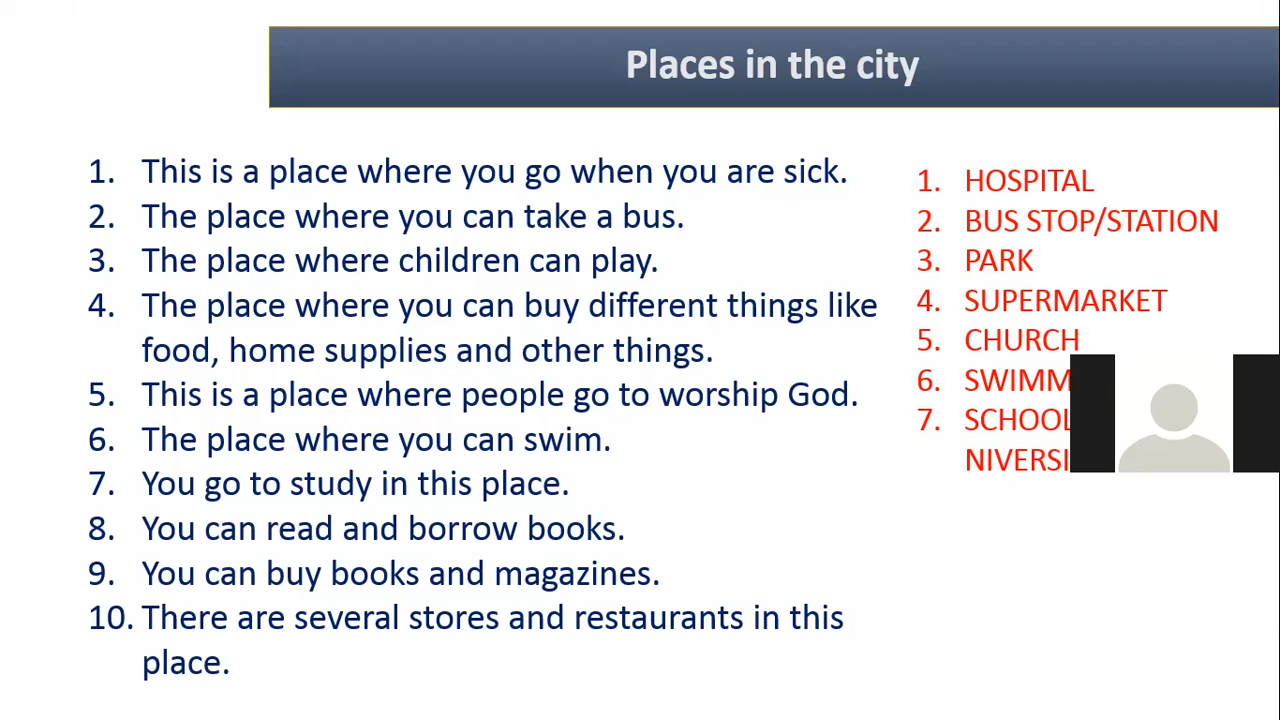 Places in the city
1. This is a place where you go when you are sick.
2. The place where you can take a bus.
3. The place where children can play.
4. The place where you can buy different things like
food, home supplies and other things.
5. This is a place where people go to worship God.
6. The place where you can swim.
7. You go to study in this place.
8. You can read and borrow books.
9. You can buy books and magazines.
10. There are several stores and restaurants in this
place.
1. HOSPITAL
2. BUS STOP/STATION
3. PARK
4. SUPERMARKET
5. CHURCH
6.
7. SCHOOL